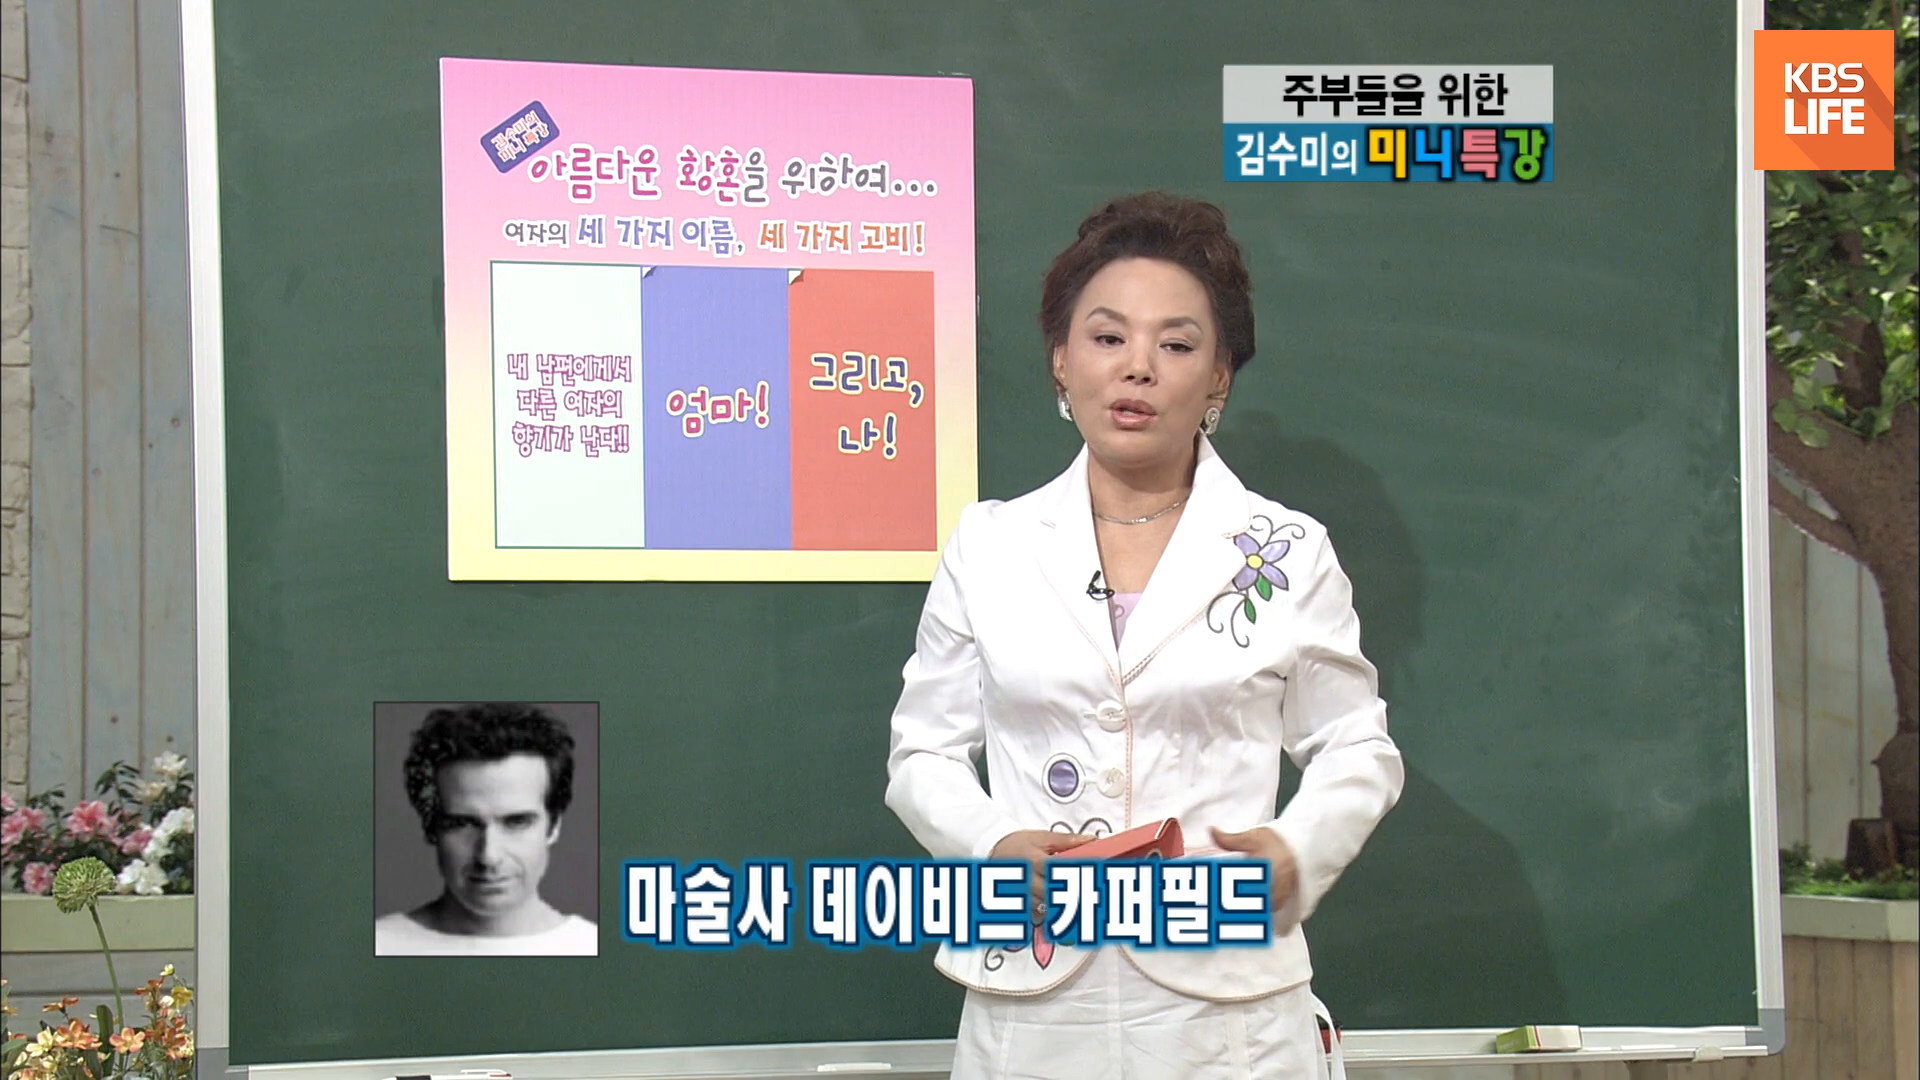 김수미의
미니 특강
아름다운 황혼을 위하여...
여자의 세 가지 이름, 세 가지 고비!
내 남편에게서
다른 여자의
향기가 난다!!
엄마!
그리고,
나!
주부들을 위한
김수미의 미니특강
KBS
LIFE
마술사 데이비드 카퍼필드